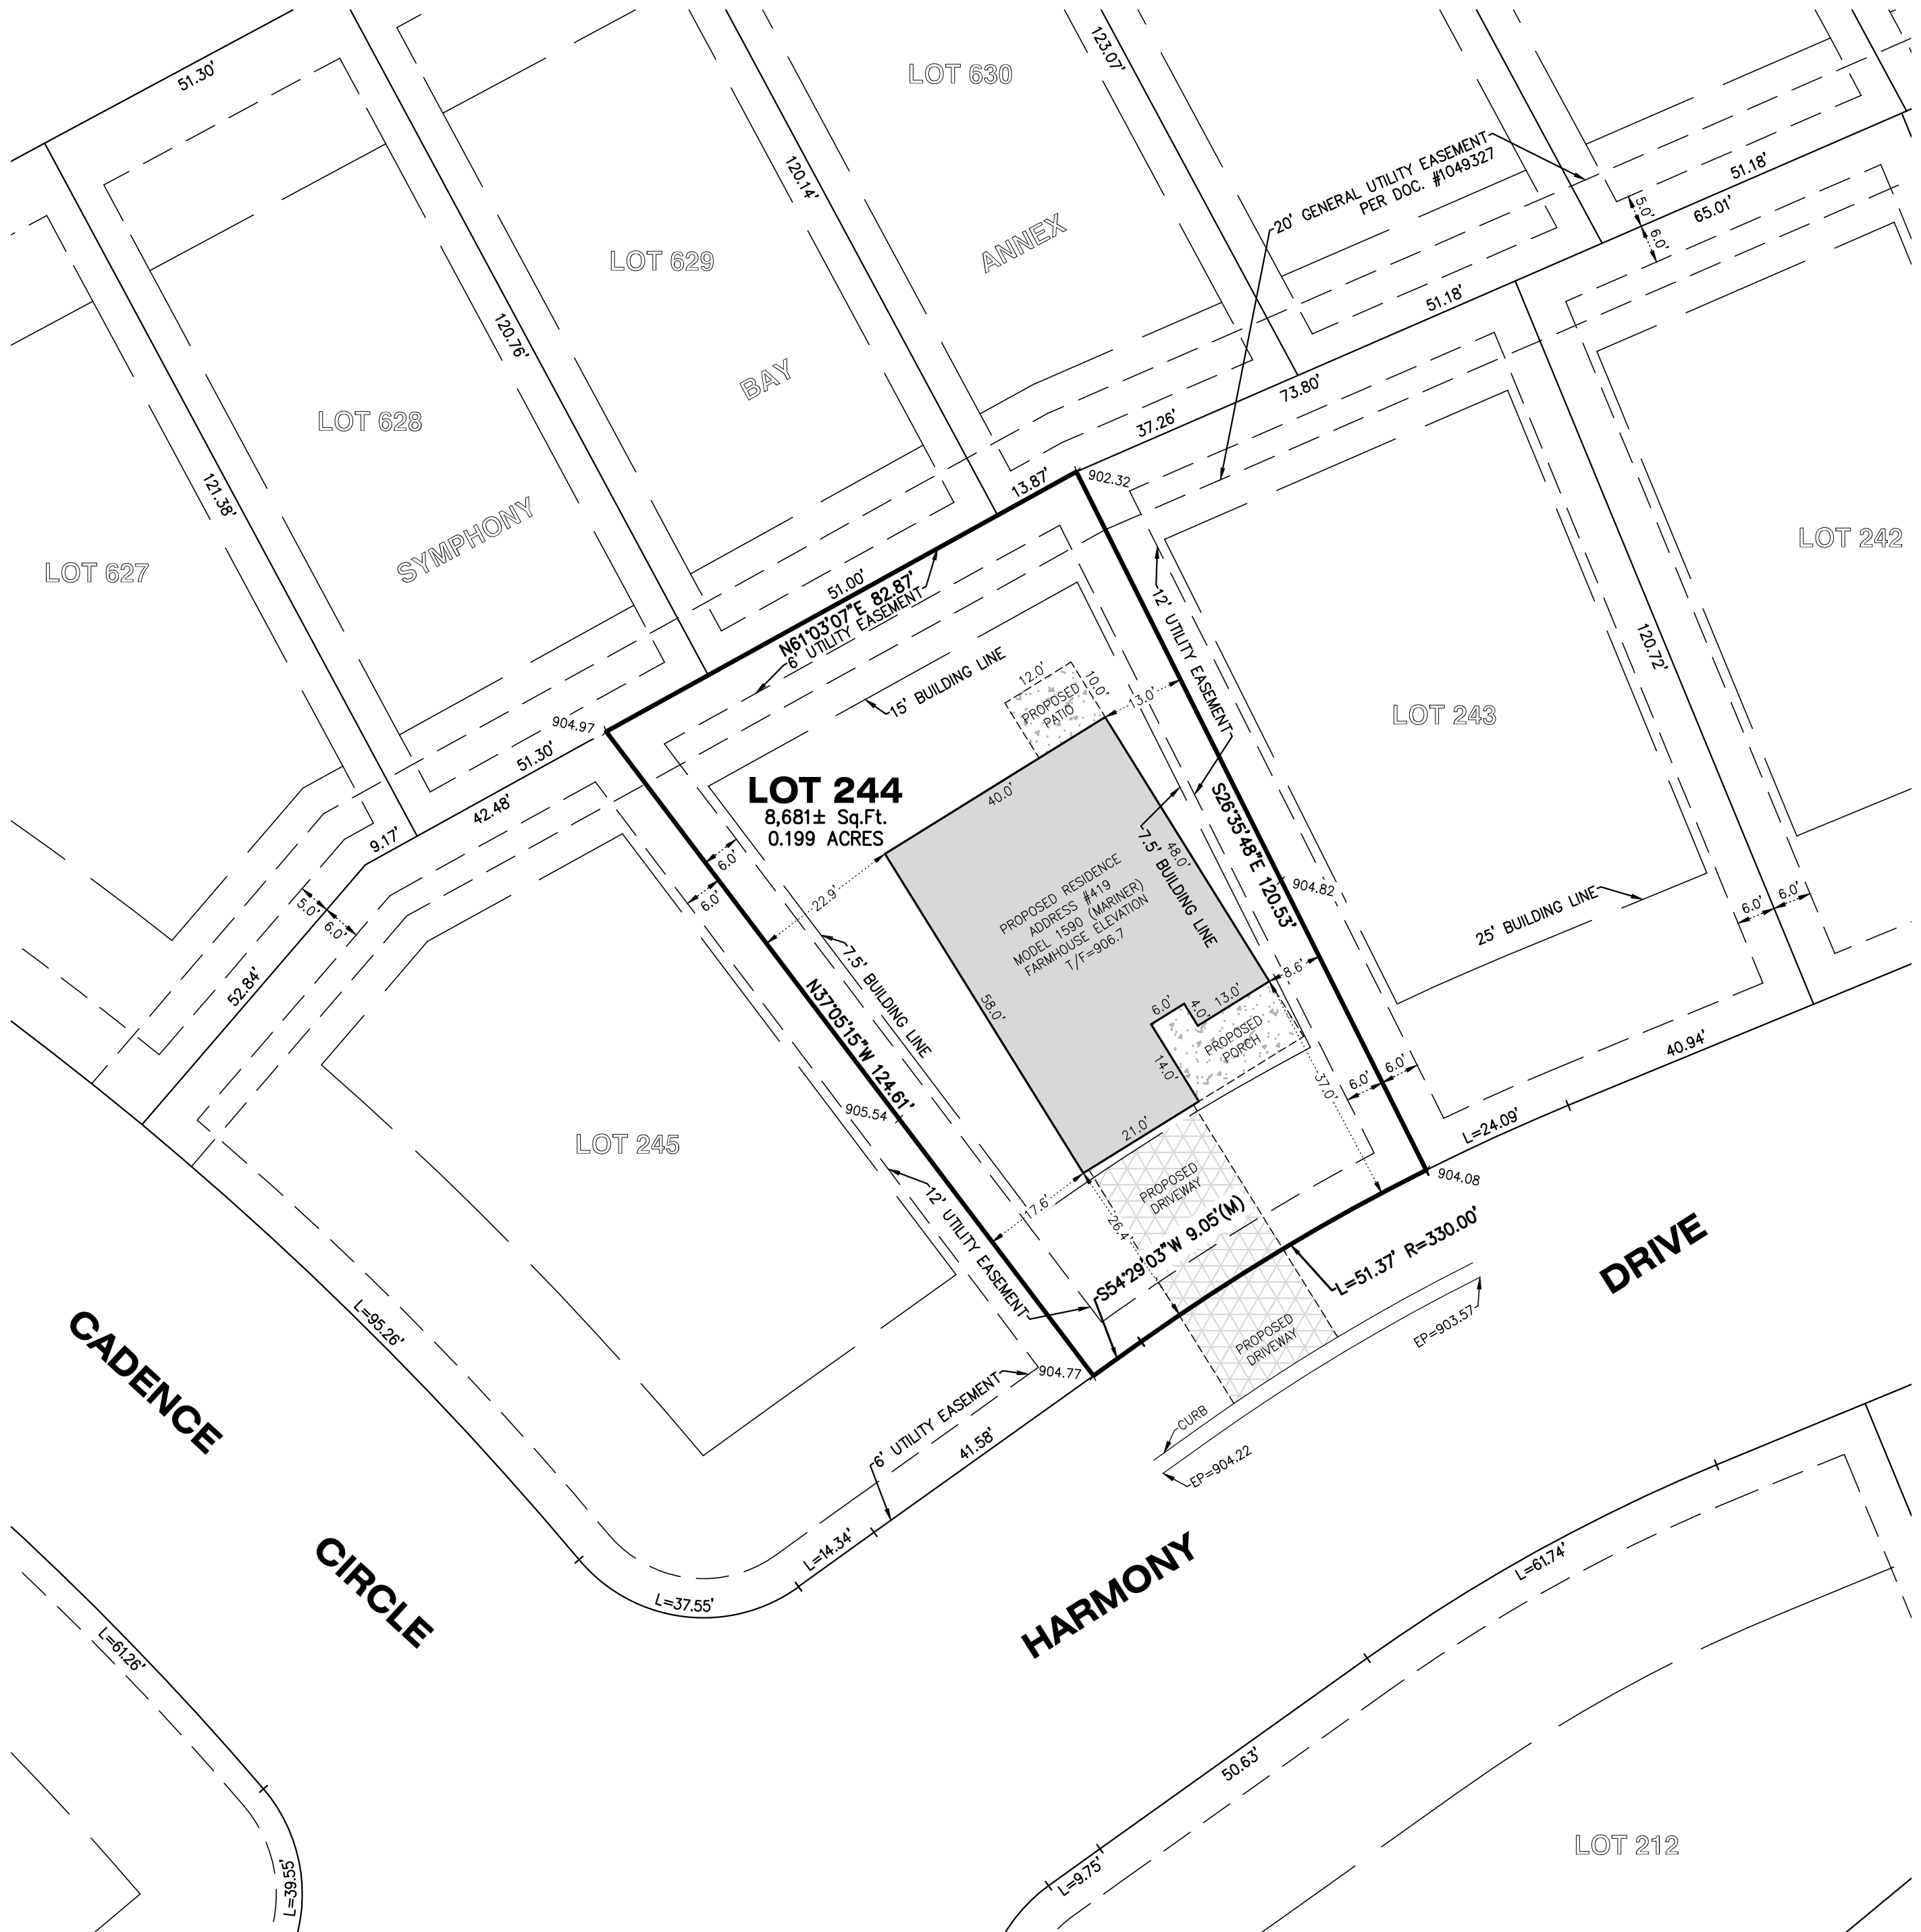 51.30'
LOT 630
123.07'
120.14'
20' GENERAL UTILITY EASEMENT
PER DOC. #1049327
51.18'
65.01'
5.0'
6.0'
ANNEX
LOT 629
120.76'
51.18'
BAY
73.80'
37.26'
LOT 628
121.38'
13.87'
902.32
SYMPHONY
LOT 627
LOT 242
51.00'
N61°03'07"E 82.87'
6' UTILITY EASEMENT
12' UTILITY EASEMENT
120.72'
15' BUILDING LINE
12.0'
10.0'
PROPOSED
PATIO
13.0'
LOT 243
904.97
51.30'
42.48'
9.17'
LOT 244
8,681± Sq.Ft.
0.199 ACRES
40.0'
6.0'
6.0'
22.9'
48.0'
7.5' BUILDING LINE
S26°35'48"E 120.53'
904.82
PROPOSED RESIDENCE
ADDRESS #419
MODEL 1590 (MARINER)
FARMHOUSE ELEVATION
T/F=906.7
25' BUILDING LINE
6.0'
6.0'
5.0'
6.0'
52.84'
7.5' BUILDING LINE
N37°05'15"W 124.61'
58.0'
8.6'
6.0'
4.0'
13.0'
PROPOSED
PORCH
14.0'
37.0'
6.0'
6.0'
40.94'
905.54
LOT 245
21.0'
L=24.09'
904.08
12' UTILITY EASEMENT
17.6'
26.4'
PROPOSED
DRIVEWAY
S54°29'03"W 9.05'(M)
L=51.37' R=330.00'
DRIVE
CADENCE
L=95.26'
PROPOSED
DRIVEWAY
EP=903.57
904.77
6' UTILITY EASEMENT
41.58'
CURB
EP=904.22
CIRCLE
L=14.34'
L=37.55'
HARMONY
L=61.74'
L=61.26'
50.63'
LOT 212
L=9.75'
L=39.55'